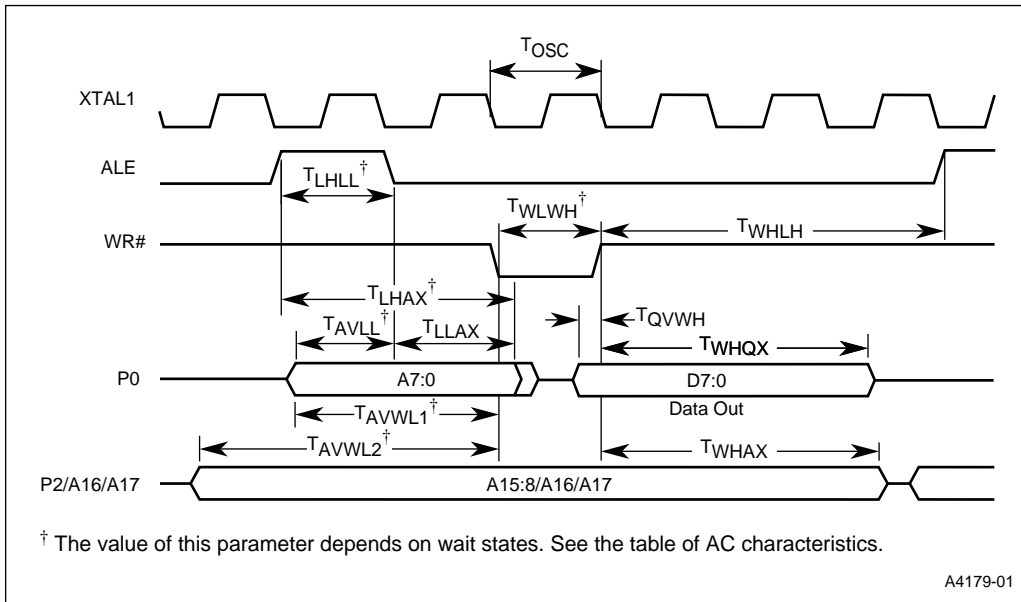 TOSC
XTAL1
ALE
TLHLL†
TWLWH†
TWHLH
WR#
TLHAX†
TAVLL†
TLLAX
TQVWH
TWHQX
P0
A7:0
D7:0
Data Out
TAVWL1†
TAVWL2†
TWHAX
P2/A16/A17
A15:8/A16/A17
† The value of this parameter depends on wait states. See the table of AC characteristics.
A4179-01